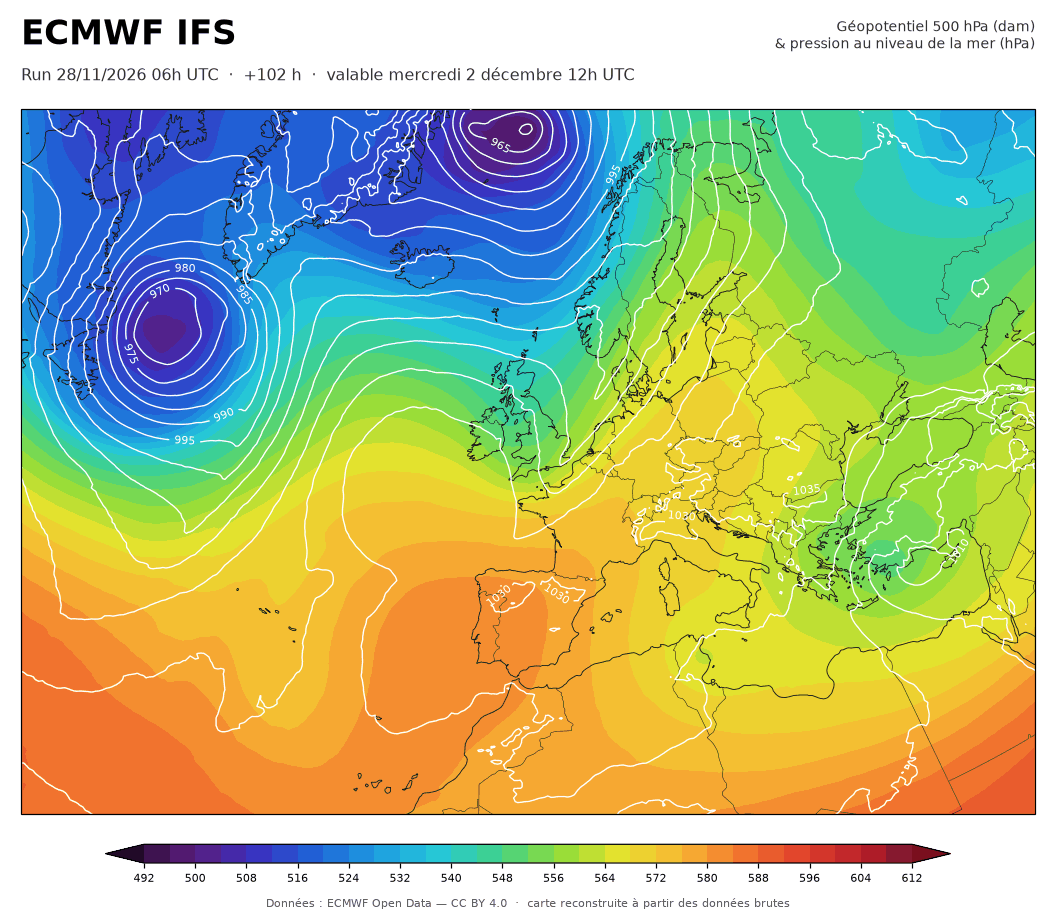 ECMWF IFS
Géopotentiel 500 hPa (dam)
& pression au niveau de la mer (hPa)
Run 28/11/2026 06h UTC · +102 h · valable mercredi 2 décembre 12h UTC
965
995
980
970
985
975
990
995
1035
1030
1030
1030
492 500 508 516 524 532 540 548 556 564 572 580 588 596 604 612
Données : ECMWF Open Data — CC BY 4.0 · carte reconstruite à partir des données brutes